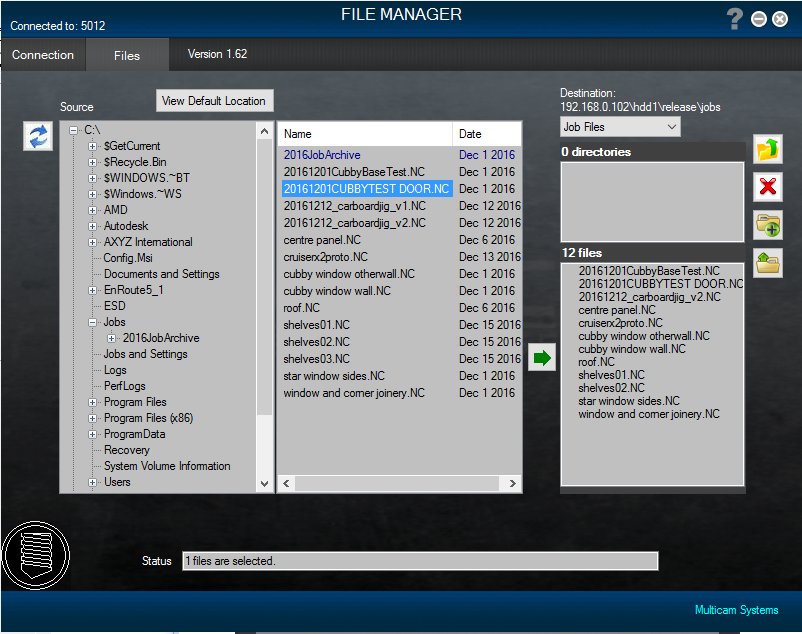 FILE MANAGER
Connected to: 5012
?
Connection
Files
Version 1.62
Source
View Default Location
C:\
$GetCurrent
$Recycle.Bin
$WINDOWS.~BT
$Windows.~WS
AMD
Autodesk
AXYZ International
Config.Msi
Documents and Settings
EnRoute5_1
ESD
Jobs
2016JobArchive
Jobs and Settings
Logs
PerfLogs
Program Files
Program Files (x86)
ProgramData
Recovery
System Volume Information
Users
Name Date
2016JobArchive Dec 1 2016
20161201CubbyBaseTest.NC Dec 1 2016
20161201CUBBYTEST DOOR.NC Dec 1 2016
20161212_carboardjig_v1.NC Dec 12 2016
20161212_carboardjig_v2.NC Dec 12 2016
centre panel.NC Dec 6 2016
cruiserx2proto.NC Dec 13 2016
cubby window otherwall.NC Dec 1 2016
cubby window wall.NC Dec 1 2016
roof.NC Dec 6 2016
shelves01.NC Dec 15 2016
shelves02.NC Dec 15 2016
shelves03.NC Dec 15 2016
star window sides.NC Dec 1 2016
window and corner joinery.NC Dec 1 2016
Destination:
192.168.0.102\hdd1\release\jobs
Job Files
0 directories
12 files
20161201CubbyBaseTest.NC
20161201CUBBYTEST DOOR.NC
20161212_carboardjig_v2.NC
centre panel.NC
cruiserx2proto.NC
cubby window otherwall.NC
cubby window wall.NC
roof.NC
shelves01.NC
shelves02.NC
star window sides.NC
window and corner joinery.NC
Status 1 files are selected.
Multicam Systems